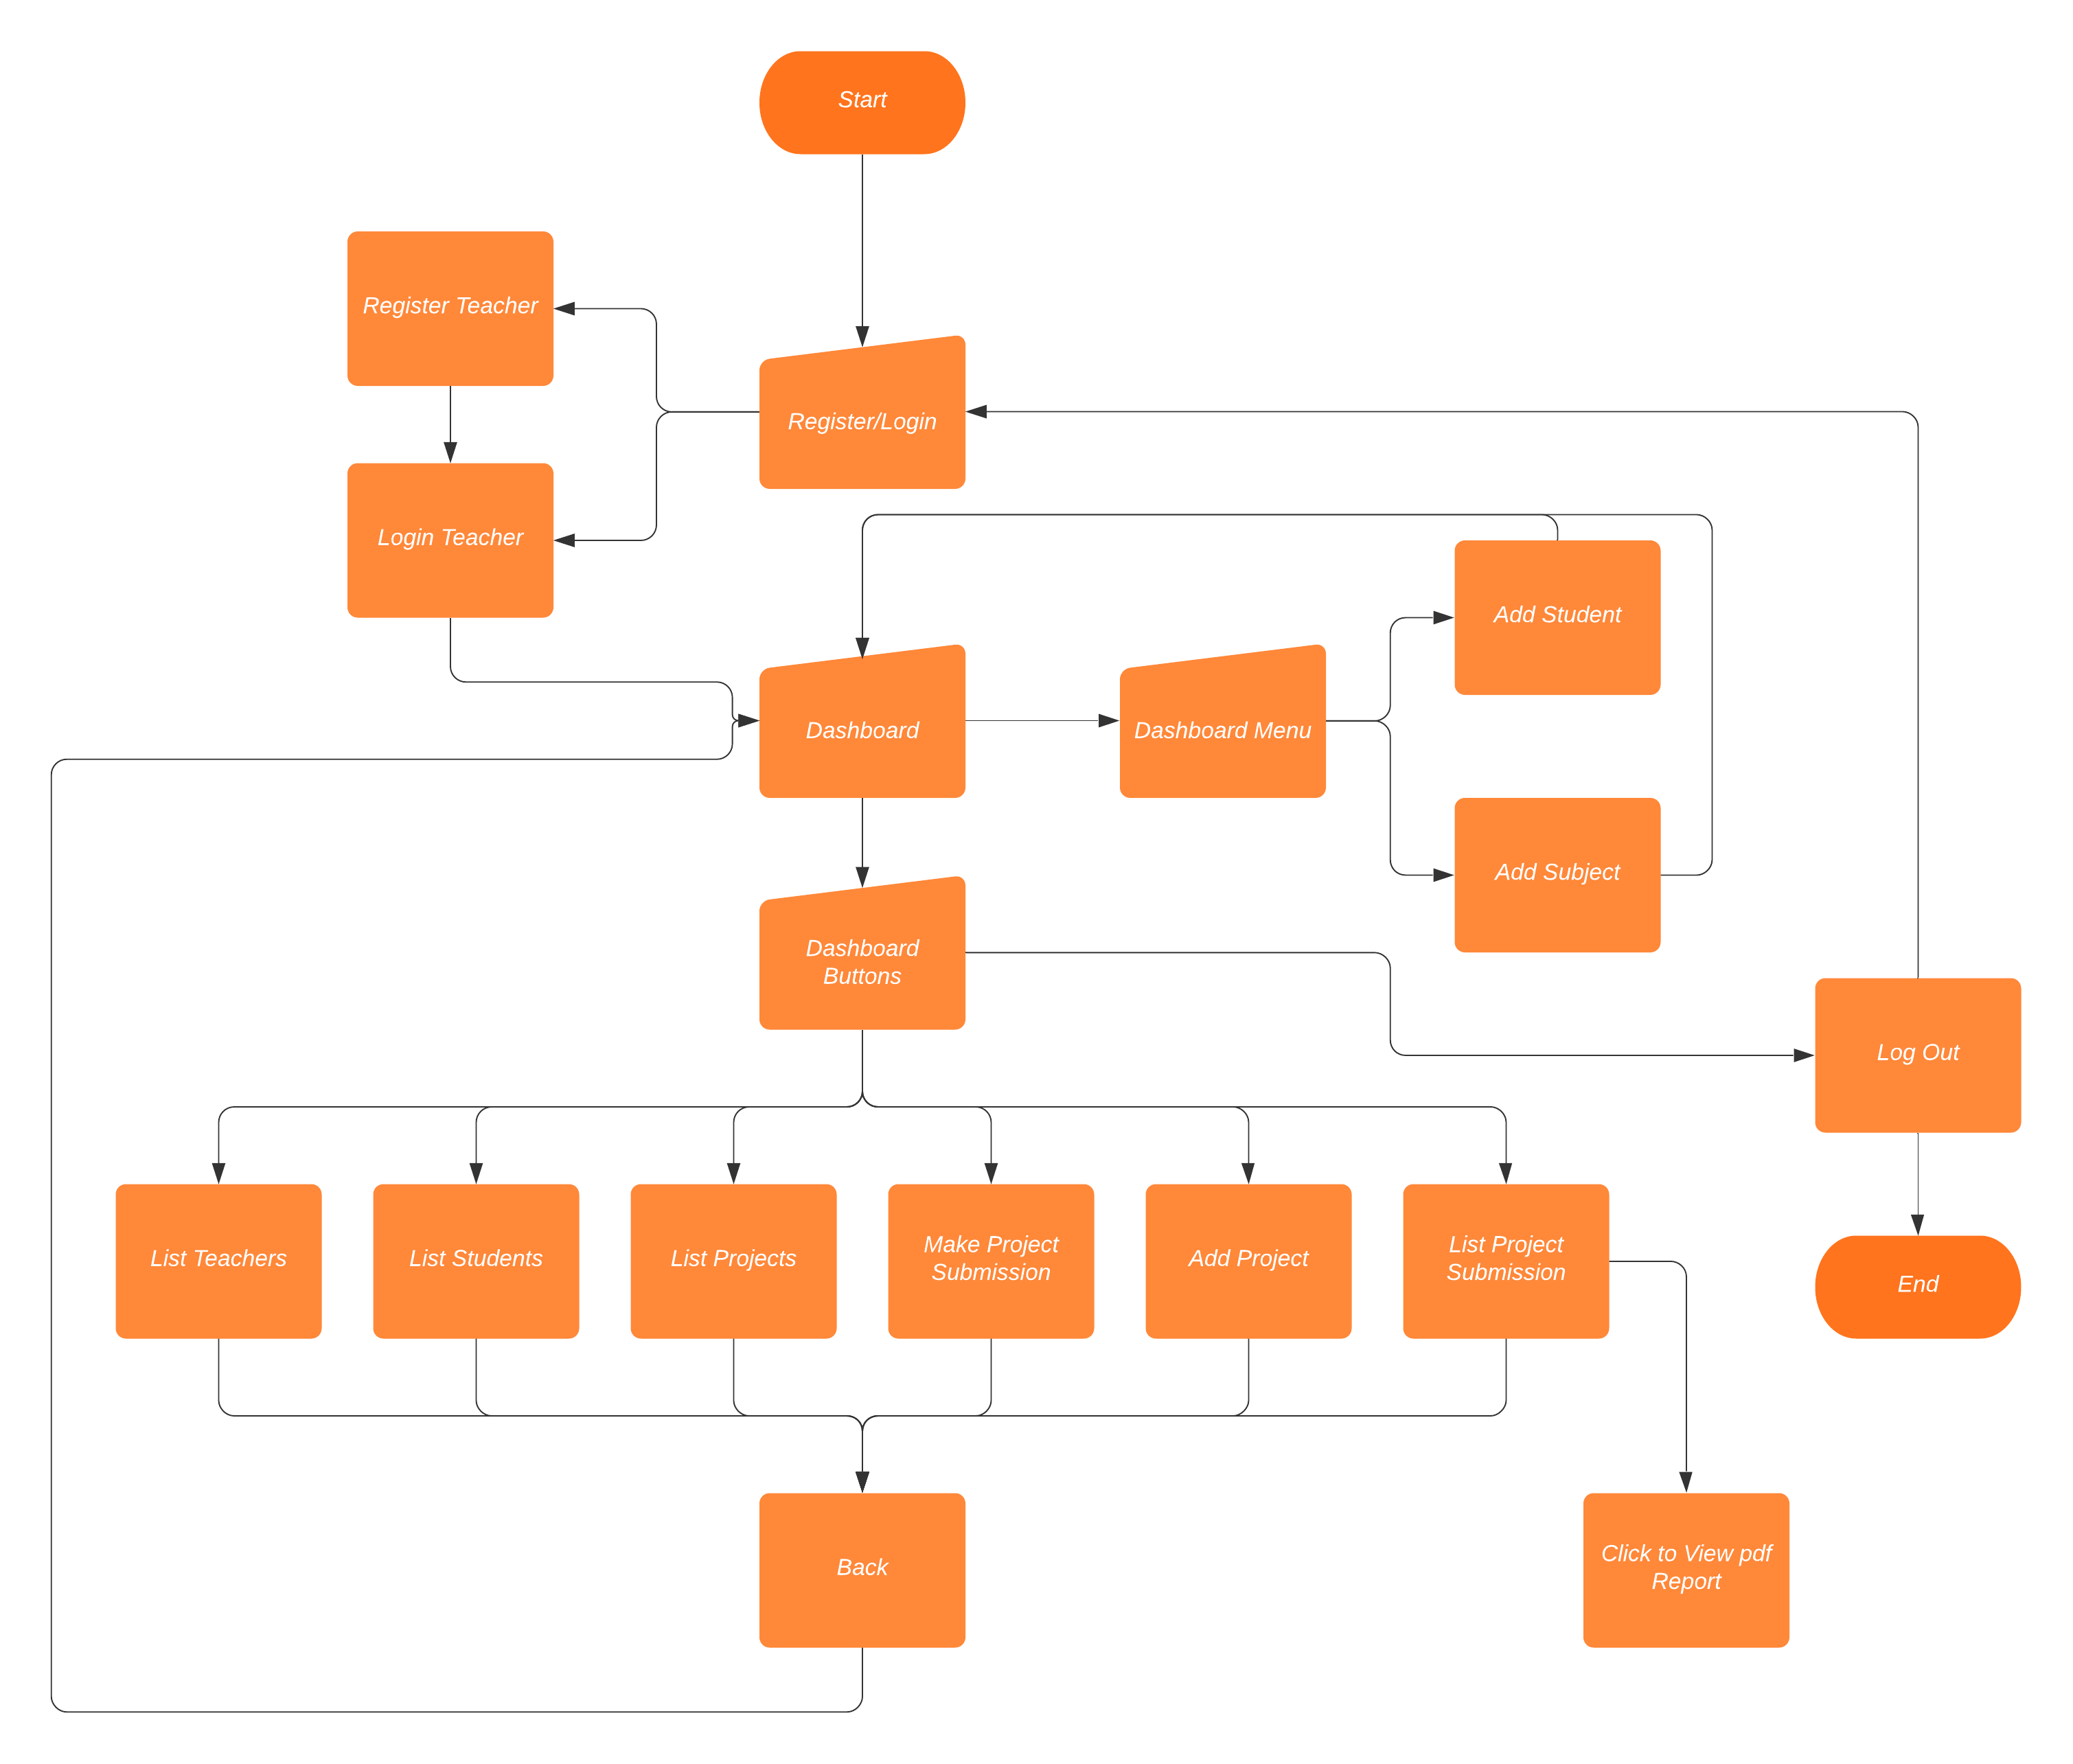 Start
Register Teacher
Register/Login
Login Teacher
Add Student
Dashboard
Dashboard Menu
Add Subject
Dashboard
Buttons
Log Out
List Teachers
List Students
List Projects
Make Project
Submission
Add Project
List Project
Submission
End
Back
Click to View pdf
Report